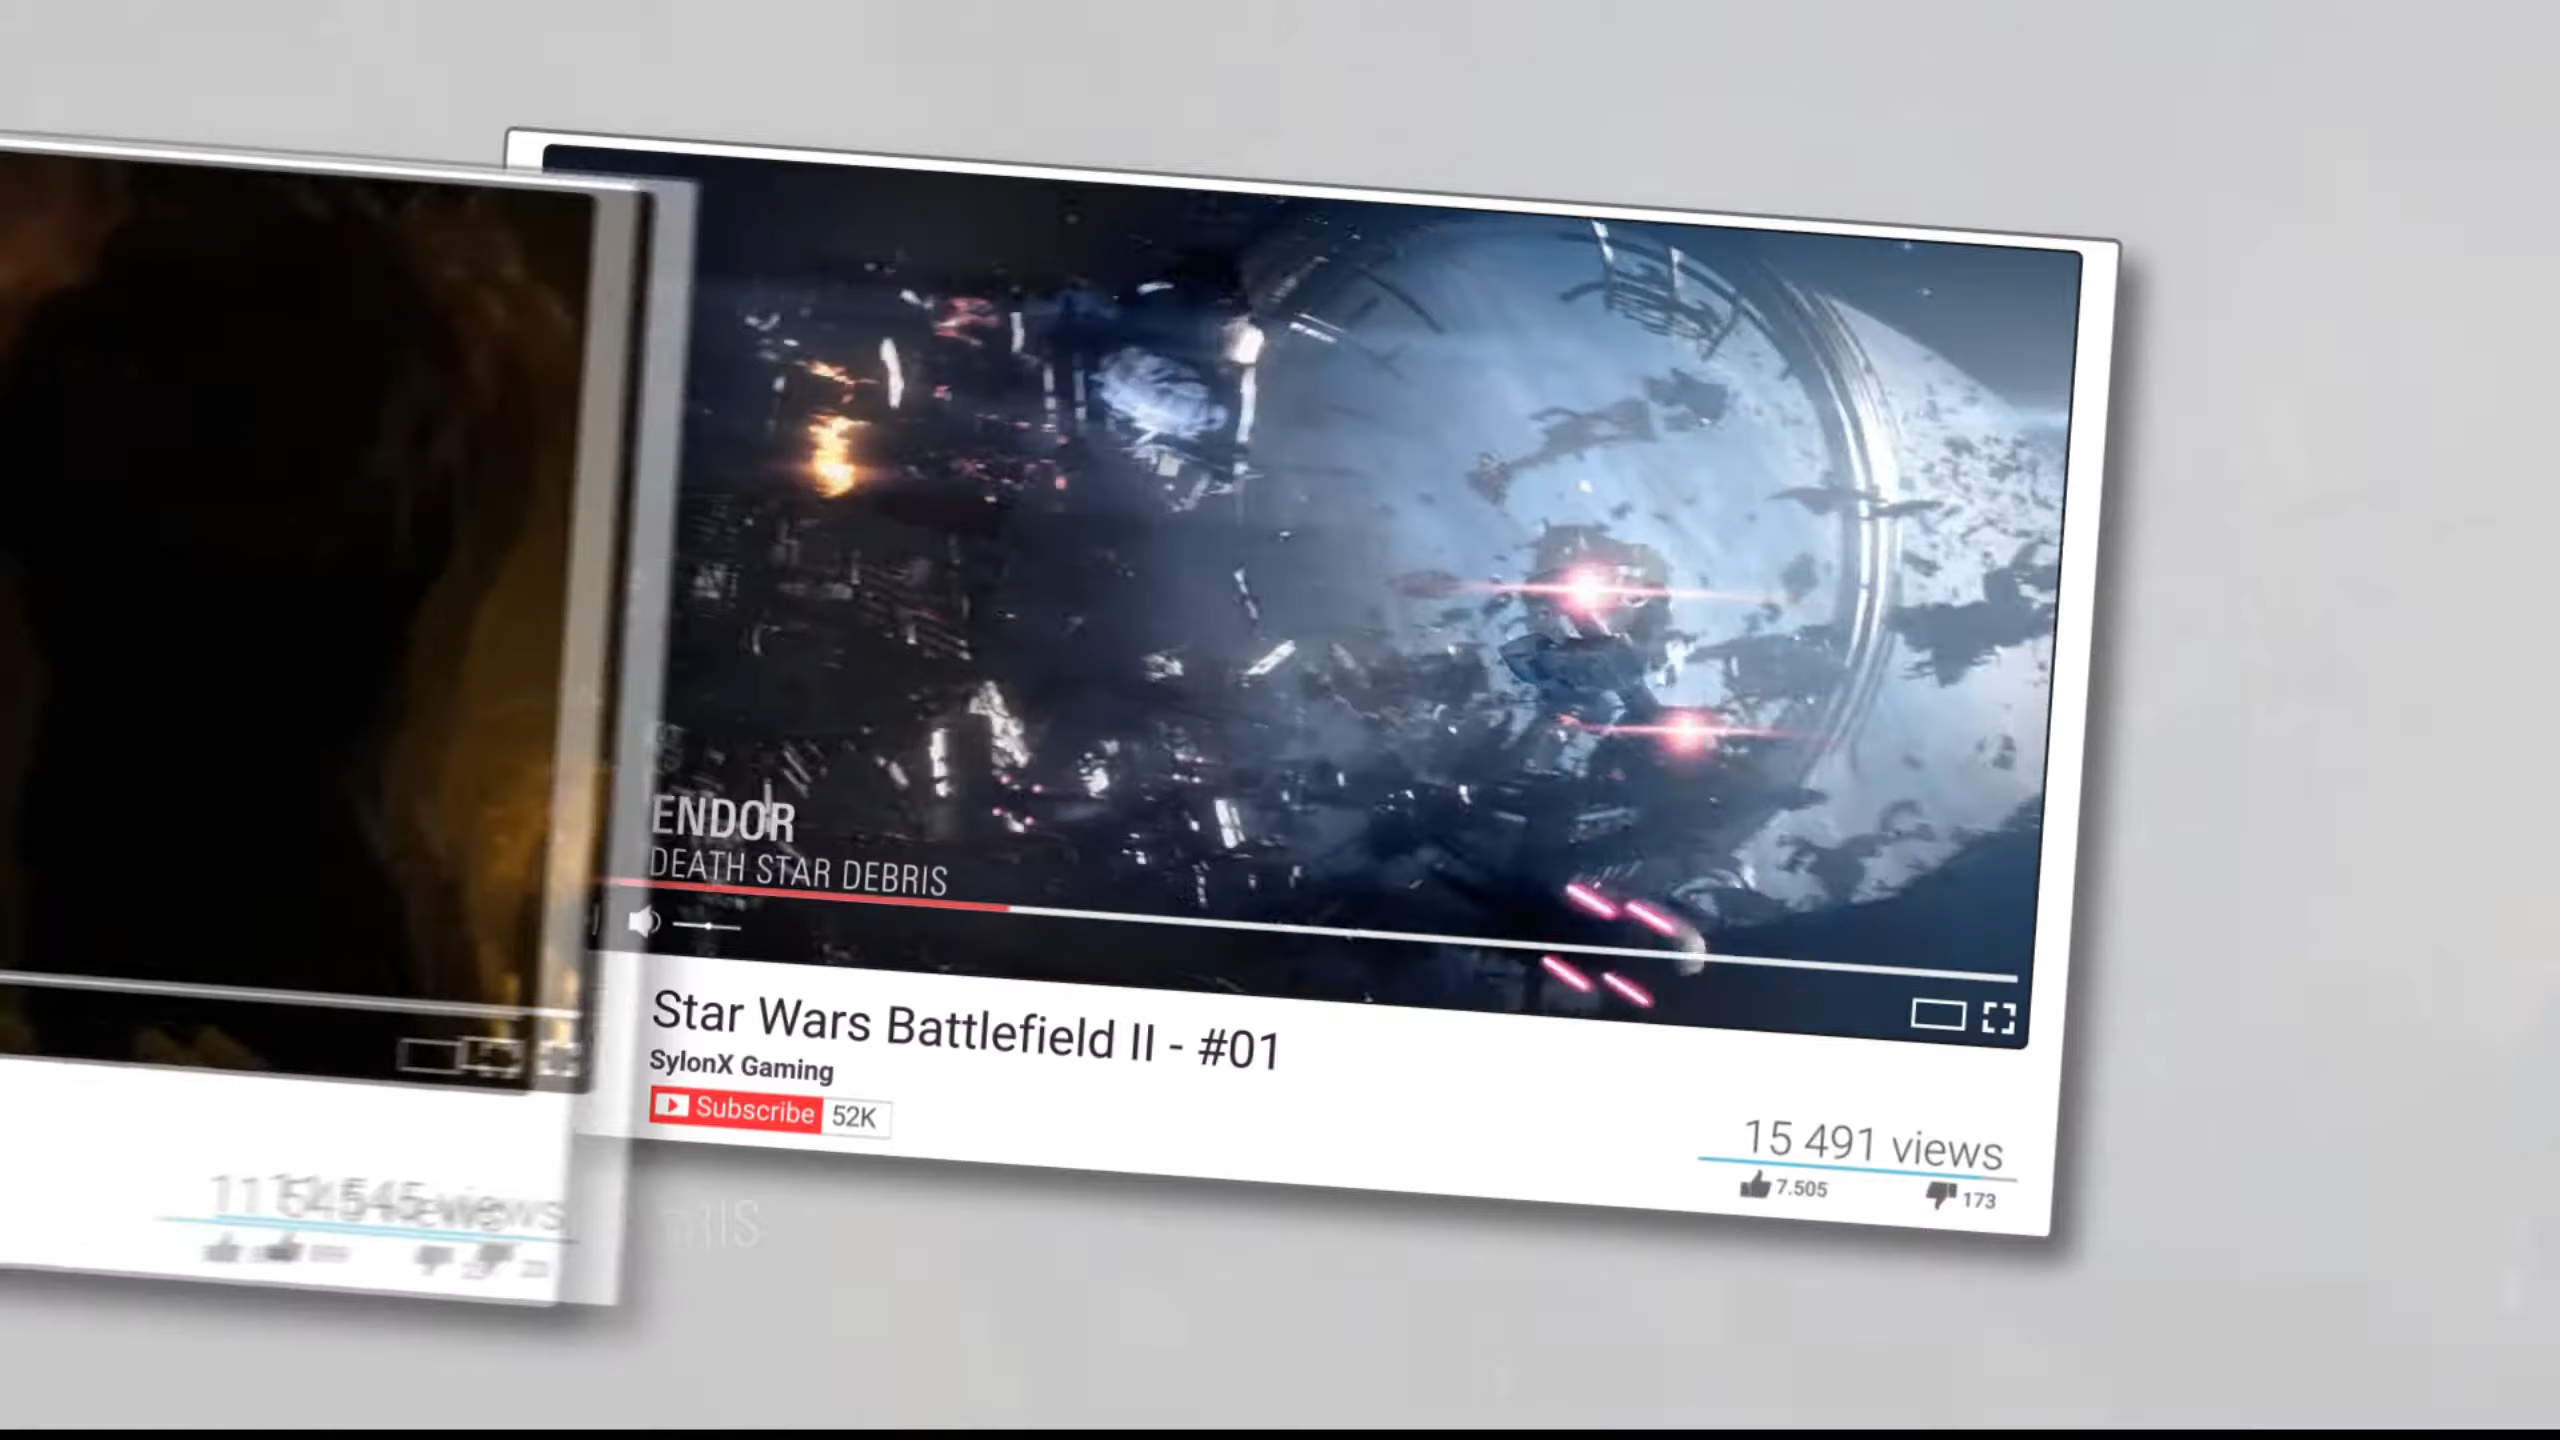 ENDOR
DEATH STAR DEBRIS
Star Wars Battlefield II - #01
SylonX Gaming
Subscribe 52K
15 491 views
7.505 173